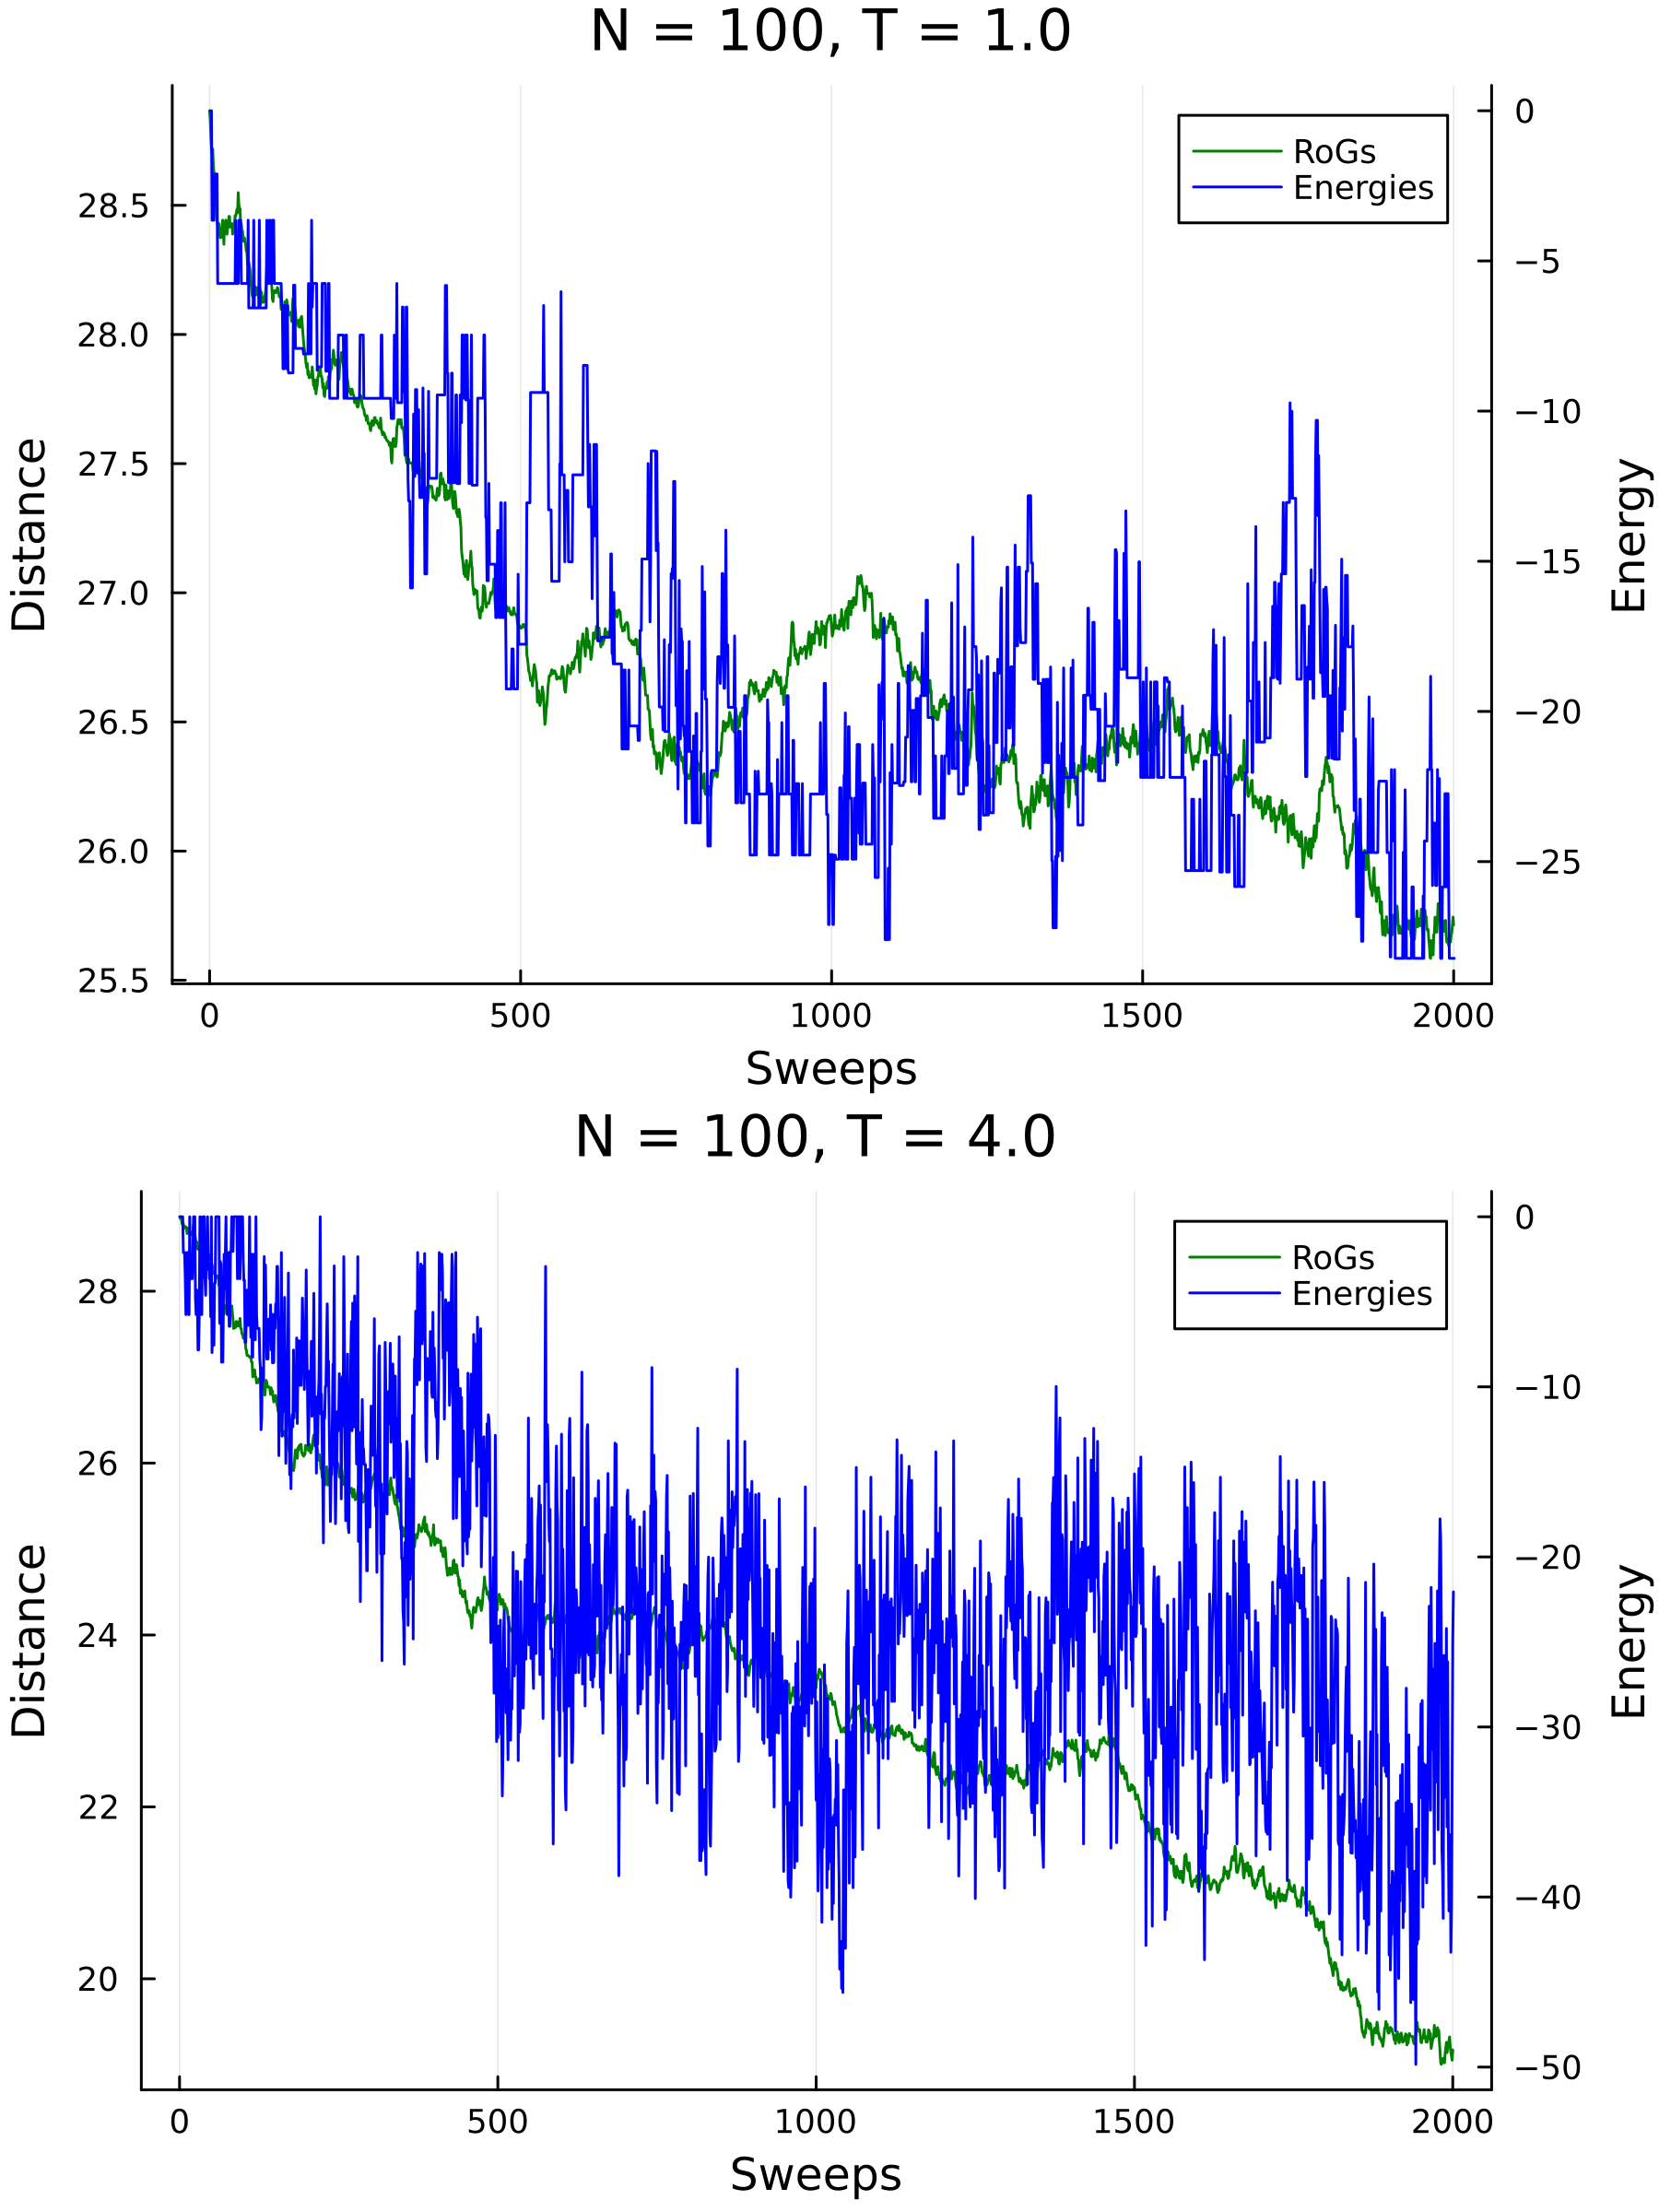 N = 100, T = 1.0
RoGs
Energies
28.5
28.0
27.5
27.0
26.5
26.0
25.5
Distance
0
−5
−10
−15
−20
−25
Energy
0
500
1000
1500
2000
Sweeps
N = 100, T = 4.0
RoGs
Energies
28
26
24
22
20
Distance
0
−10
−20
−30
−40
−50
Energy
0
500
1000
1500
2000
Sweeps